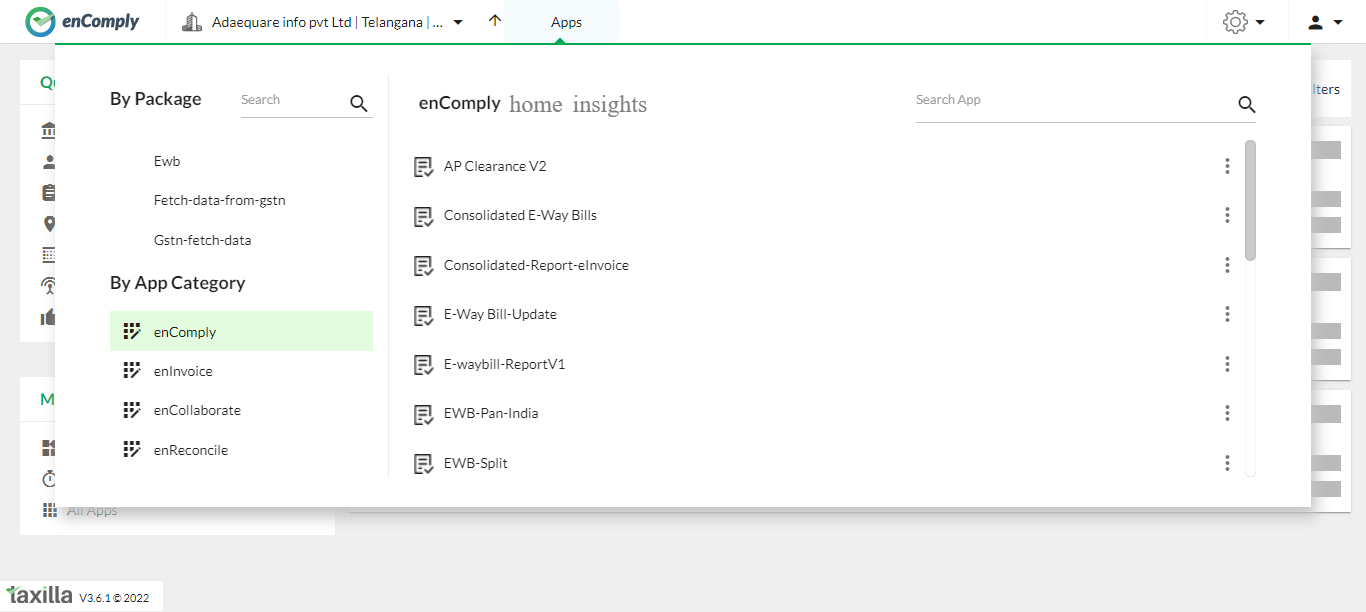 enComply
Adaequare info pvt Ltd | Telangana | ...
Apps
Qu
lters
By Package
Search
enComply home insights
Search App
Ewb
Fetch-data-from-gstn
Gstn-fetch-data
By App Category
enComply
enInvoice
enCollaborate
enReconcile
AP Clearance V2
Consolidated E-Way Bills
Consolidated-Report-eInvoice
E-Way Bill-Update
E-waybill-ReportV1
EWB-Pan-India
EWB-Split
M
All Apps
taxilla V3.6.1 © 2022